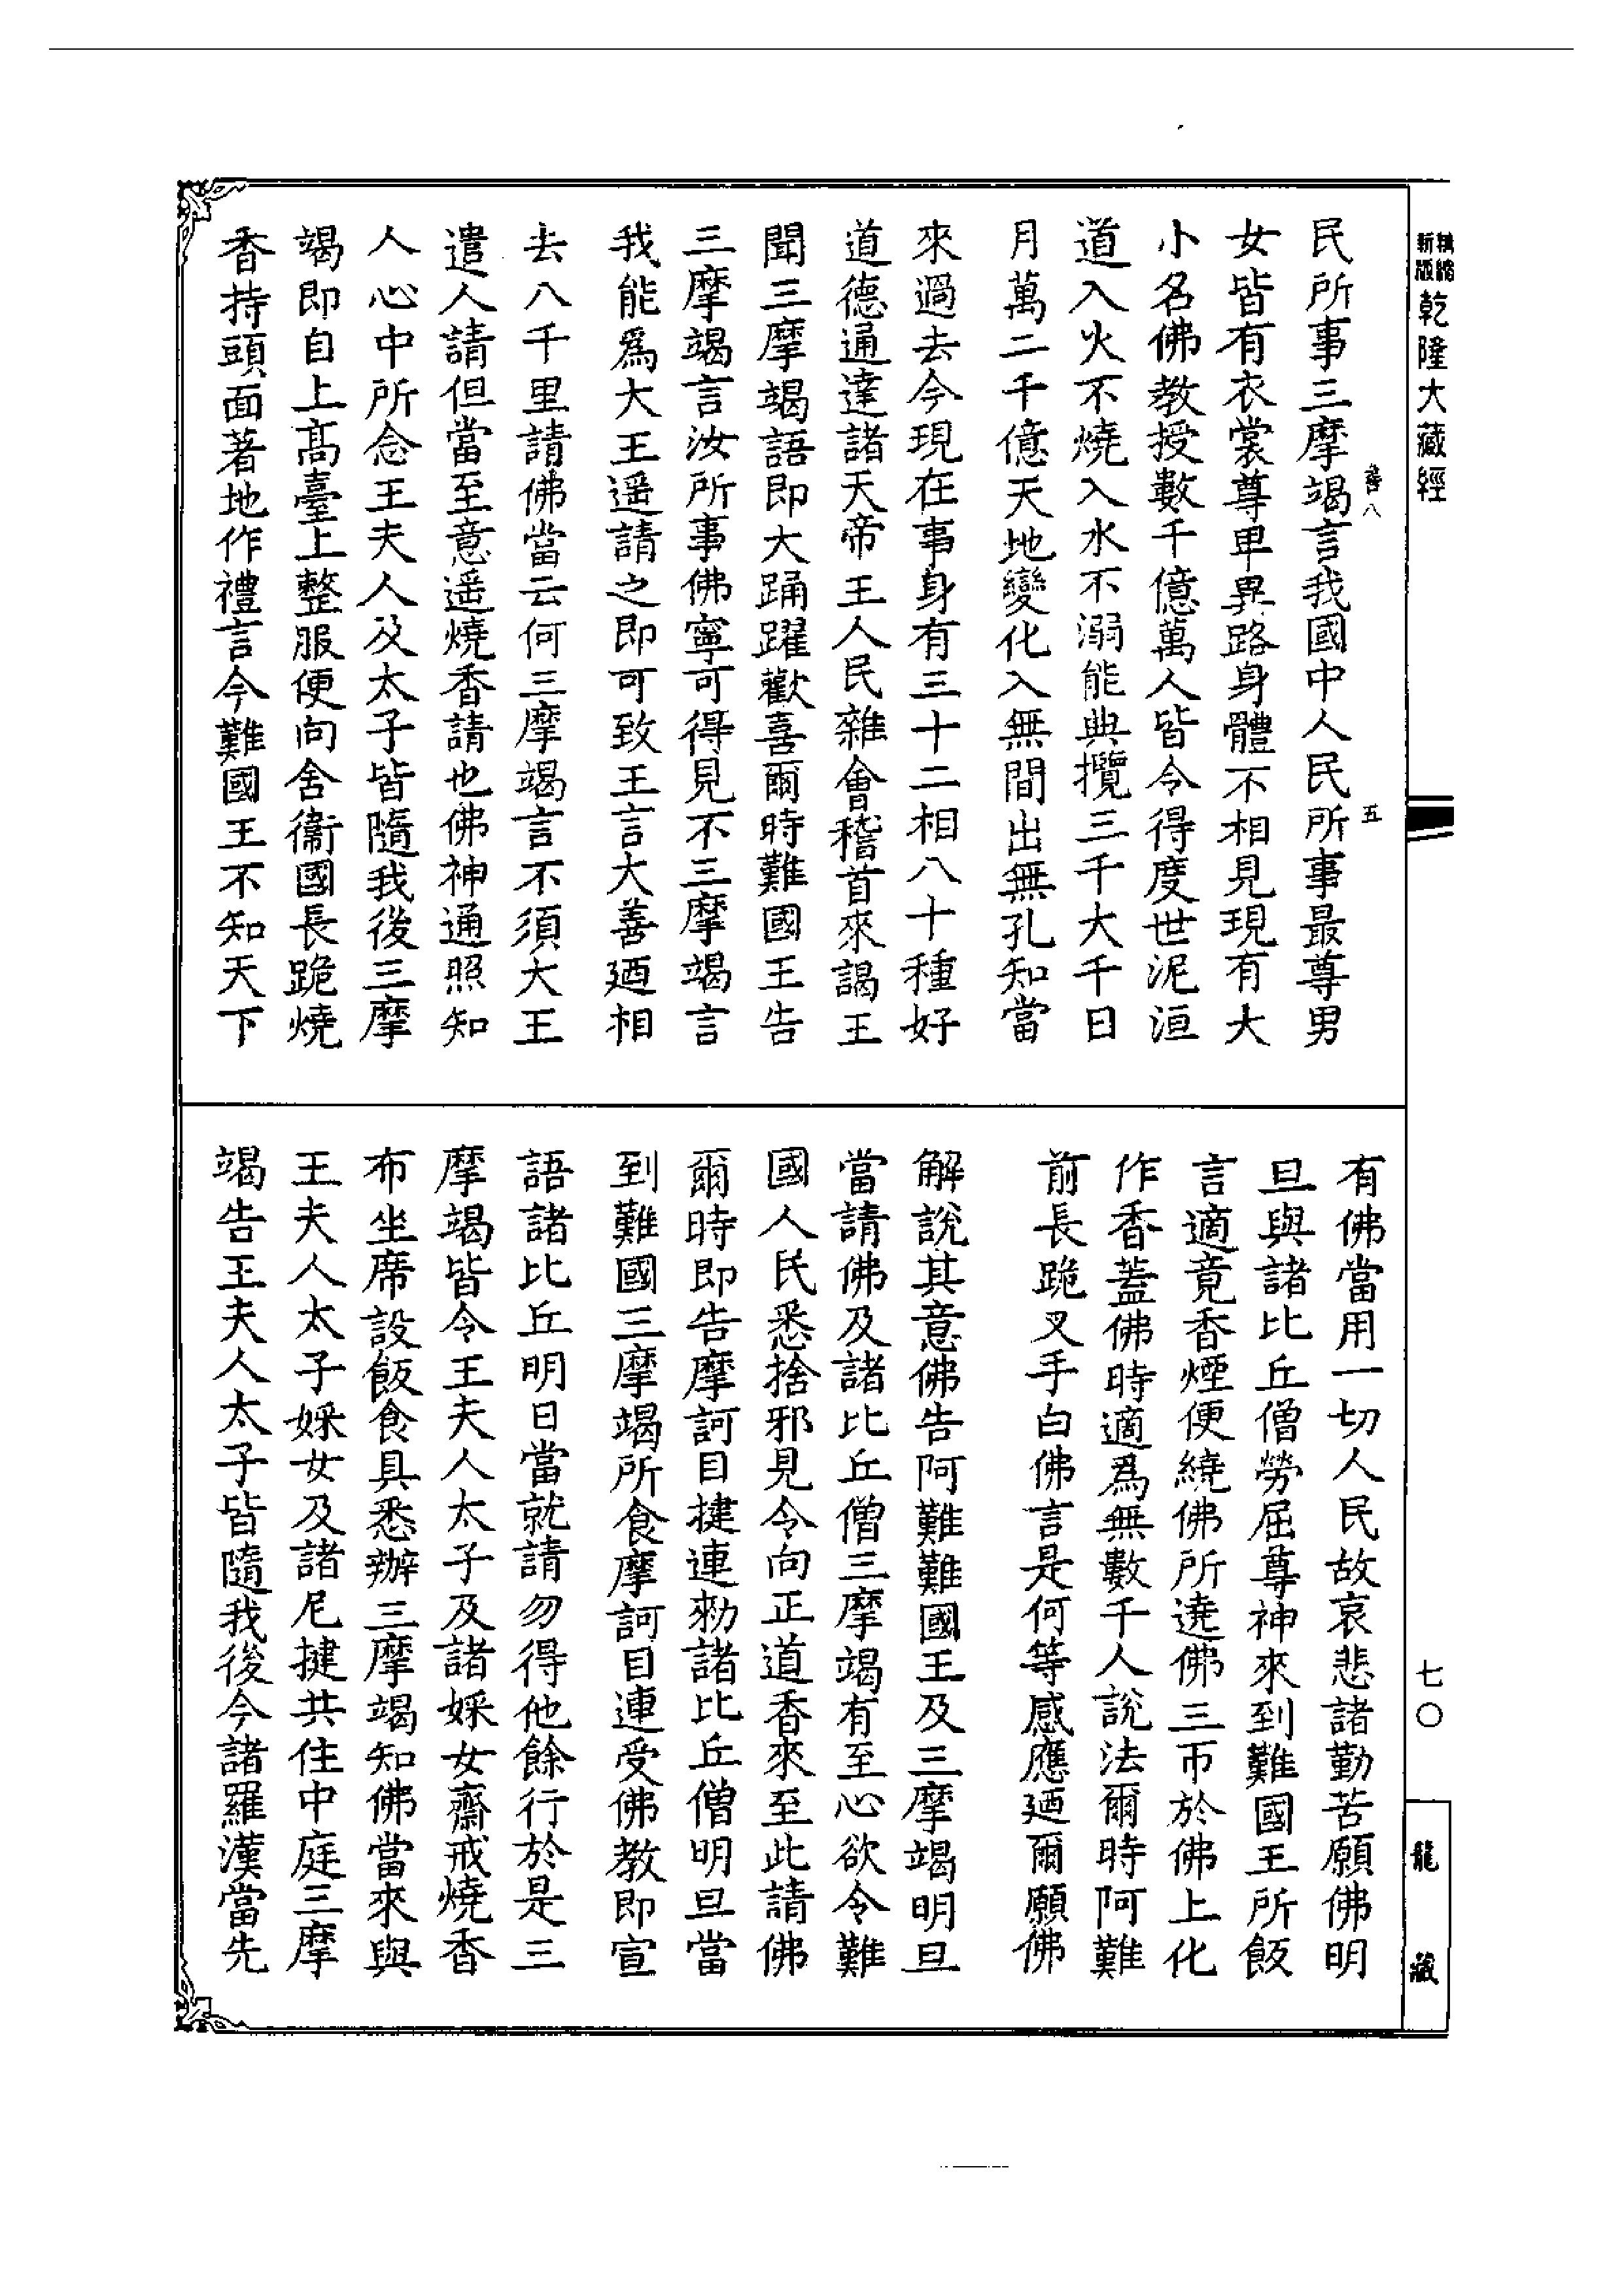 新版精縮乾隆大藏經
民所事三摩竭言我國中人民所事最尊男
女皆有衣裳尊卑異路身體不相見現有大
小名佛教授數千億萬人皆令得度世泥洹
道入火不燒入水不溺能典攬三千大千日
月萬二千億天地變化入無間出無孔知當
來過去今現在事身有三十二相八十種好
道德通達諸天帝王人民雜會稽首來謁王
聞三摩竭語即大踊躍歡喜爾時難國王告
三摩竭言汝所事佛寧可得見不三摩竭言
我能爲大王遥請之即可致王言大善廼相
去八千里請佛當云何三摩竭言不須大王
遣人請但當至意遥燒香請也佛神通照知
人心中所念王夫人及太子皆隨我後三摩
竭即自上髙臺上整服便向舍衞國長跪燒
香持頭面著地作禮言今難國王不知天下
有佛當用一切人民故哀悲諸勤苦願佛明
旦與諸比丘僧勞屈尊神來到難國王所飯
言適竟香煙便繞佛所遶佛三帀於佛上化
作香蓋佛時適爲無數千人說法爾時阿難
前長跪叉手白佛言是何等感應廼爾願佛
解說其意佛告阿難難國王及三摩竭明旦
當請佛及諸比丘僧三摩竭有至心欲令難
國人民悉捨邪見令向正道香來至此請佛
爾時即告摩訶目揵連勑諸比丘僧明旦當
到難國三摩竭所食摩訶目連受佛教即宣
語諸比丘明日當就請勿得他餘行於是三
摩竭皆令王夫人太子及諸婇女齋戒燒香
布坐席設飯食具悉辦三摩竭知佛當來與
王夫人太子婇女及諸尼揵共住中庭三摩
竭告王夫人太子皆隨我後今諸羅漢當先
五
七〇
龍藏